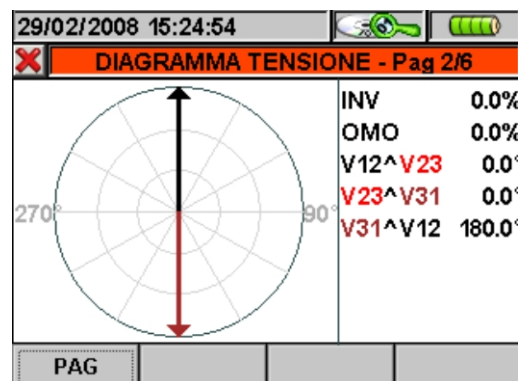 29/02/2008 15:24:54
DIAGRAMMA TENSIONE - Pag 2/6
INV 0.0%
OMO 0.0%
V12^V23 0.0°
V23^V31 0.0°
V31^V12 180.0°
270°
90°
PAG